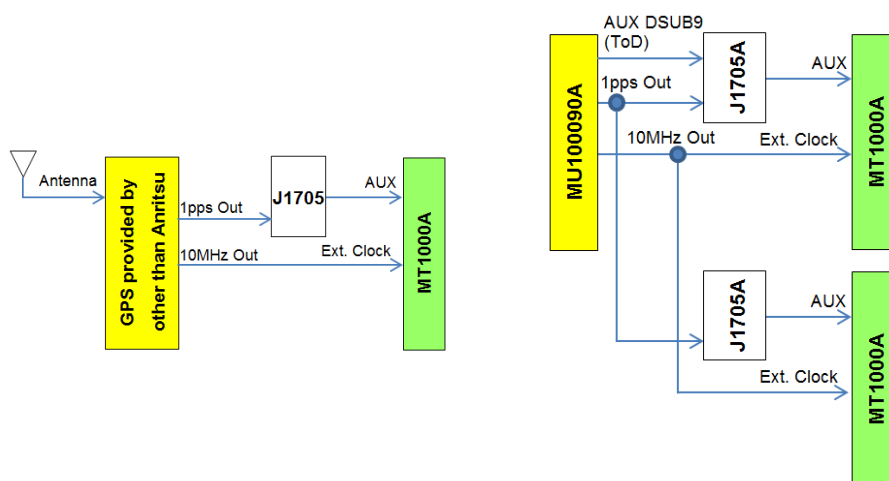 Antenna
GPS provided by
other than Anritsu
1pps Out
10MHz Out
J1705
AUX
Ext. Clock
MT1000A
MU100090A
AUX DSUB9
(ToD)
1pps Out
10MHz Out
J1705A
AUX
Ext. Clock
MT1000A
J1705A
AUX
Ext. Clock
MT1000A